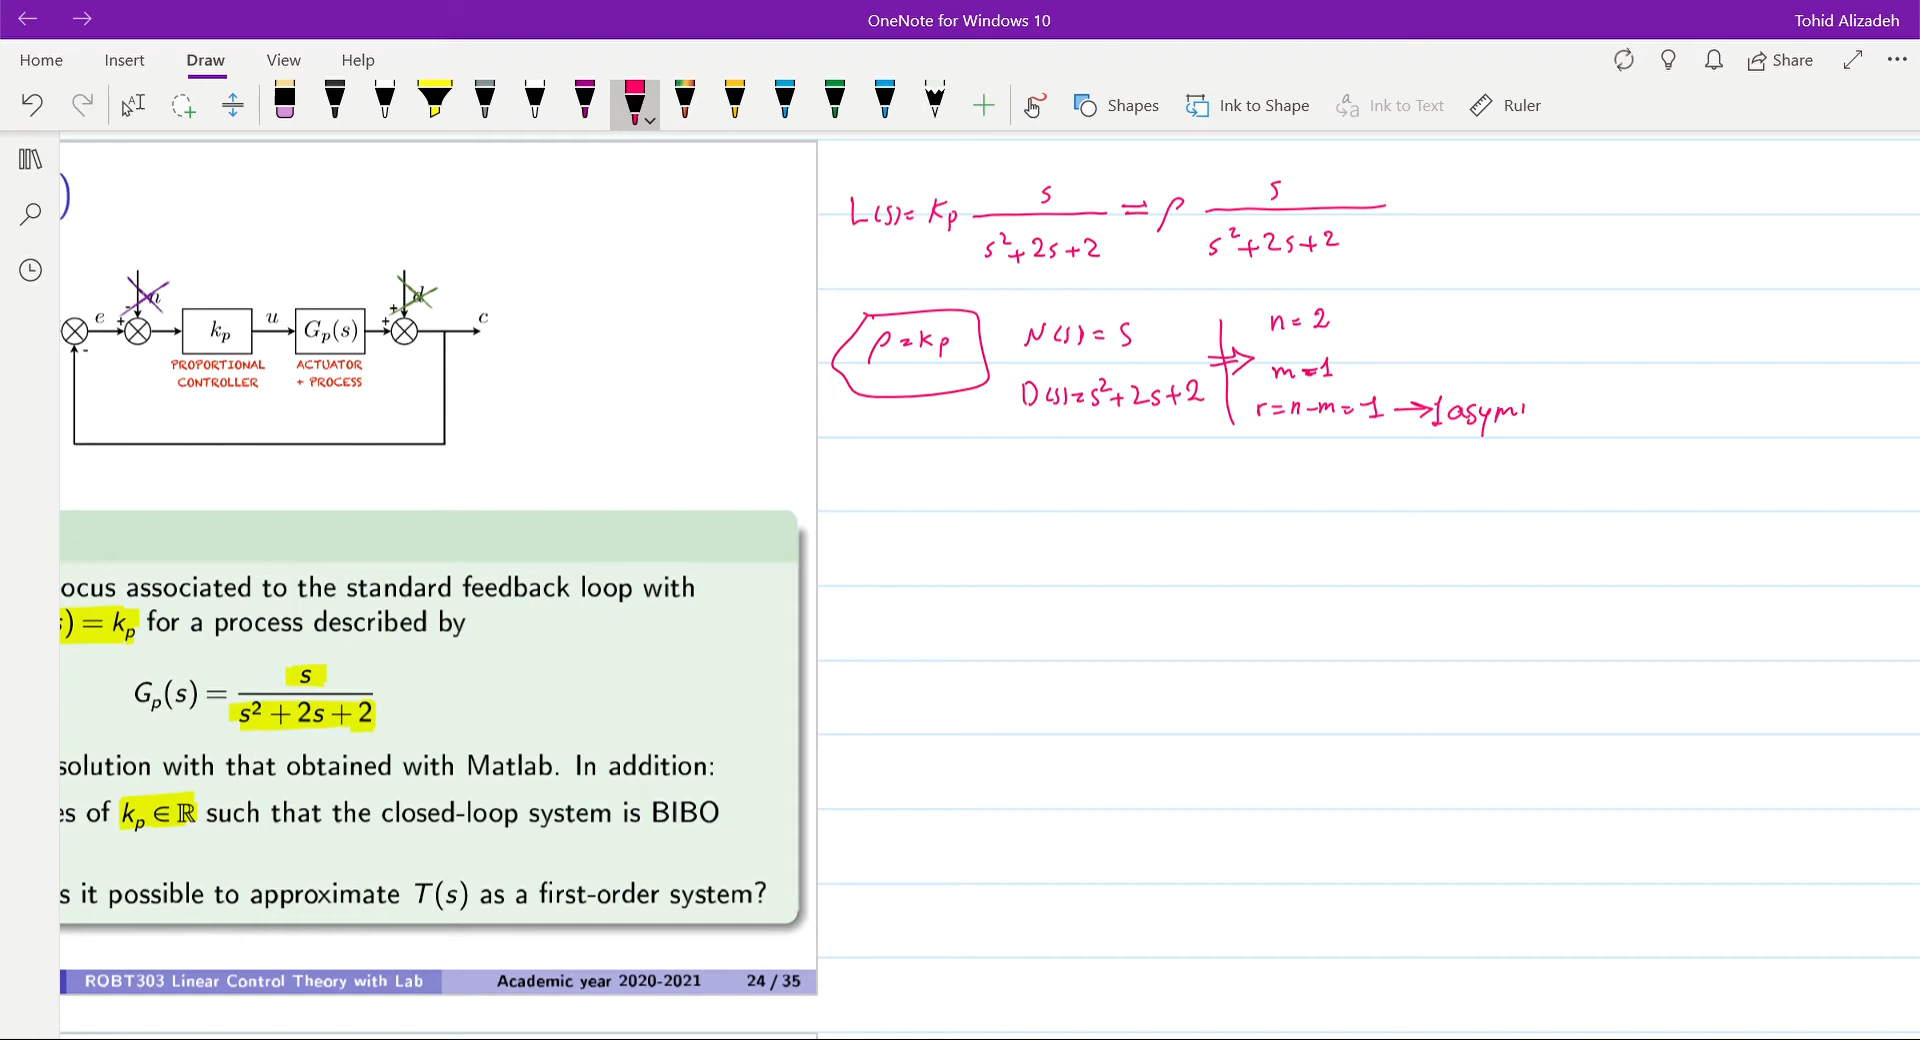 OneNote for Windows 10
Tohid Alizadeh
Home Insert Draw View Help
Share
Shapes Ink to Shape Ink to Text Ruler
)
n
d
e + - + + u c
k_p G_p(s)
-
PROPORTIONAL CONTROLLER
ACTUATOR + PROCESS
ocus associated to the standard feedback loop with
) = k_p for a process described by
G_p(s) = s / (s² + 2s + 2)
solution with that obtained with Matlab. In addition:
es of k_p ∈ ℝ such that the closed-loop system is BIBO
s it possible to approximate T(s) as a first-order system?
ROBT303 Linear Control Theory with Lab Academic year 2020-2021 24 / 35
L(s) = K_p s / (s²+2s+2) = ρ s / (s²+2s+2)
ρ = k_p
N(s) = s
D(s) = s²+2s+2
⇒ n = 2
m = 1
r = n-m = 1 → 1 asym